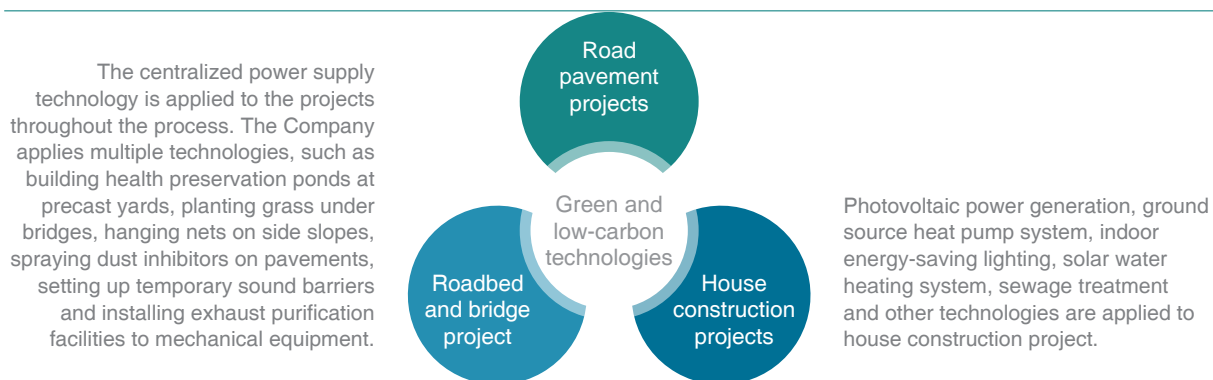 Road
pavement
projects
The centralized power supply
technology is applied to the projects
throughout the process. The Company
applies multiple technologies, such as
building health preservation ponds at
precast yards, planting grass under
bridges, hanging nets on side slopes,
spraying dust inhibitors on pavements,
setting up temporary sound barriers
and installing exhaust purification
facilities to mechanical equipment.
Green and
low-carbon
technologies
Roadbed
and bridge
project
House
construction
projects
Photovoltaic power generation, ground
source heat pump system, indoor
energy-saving lighting, solar water
heating system, sewage treatment
and other technologies are applied to
house construction project.